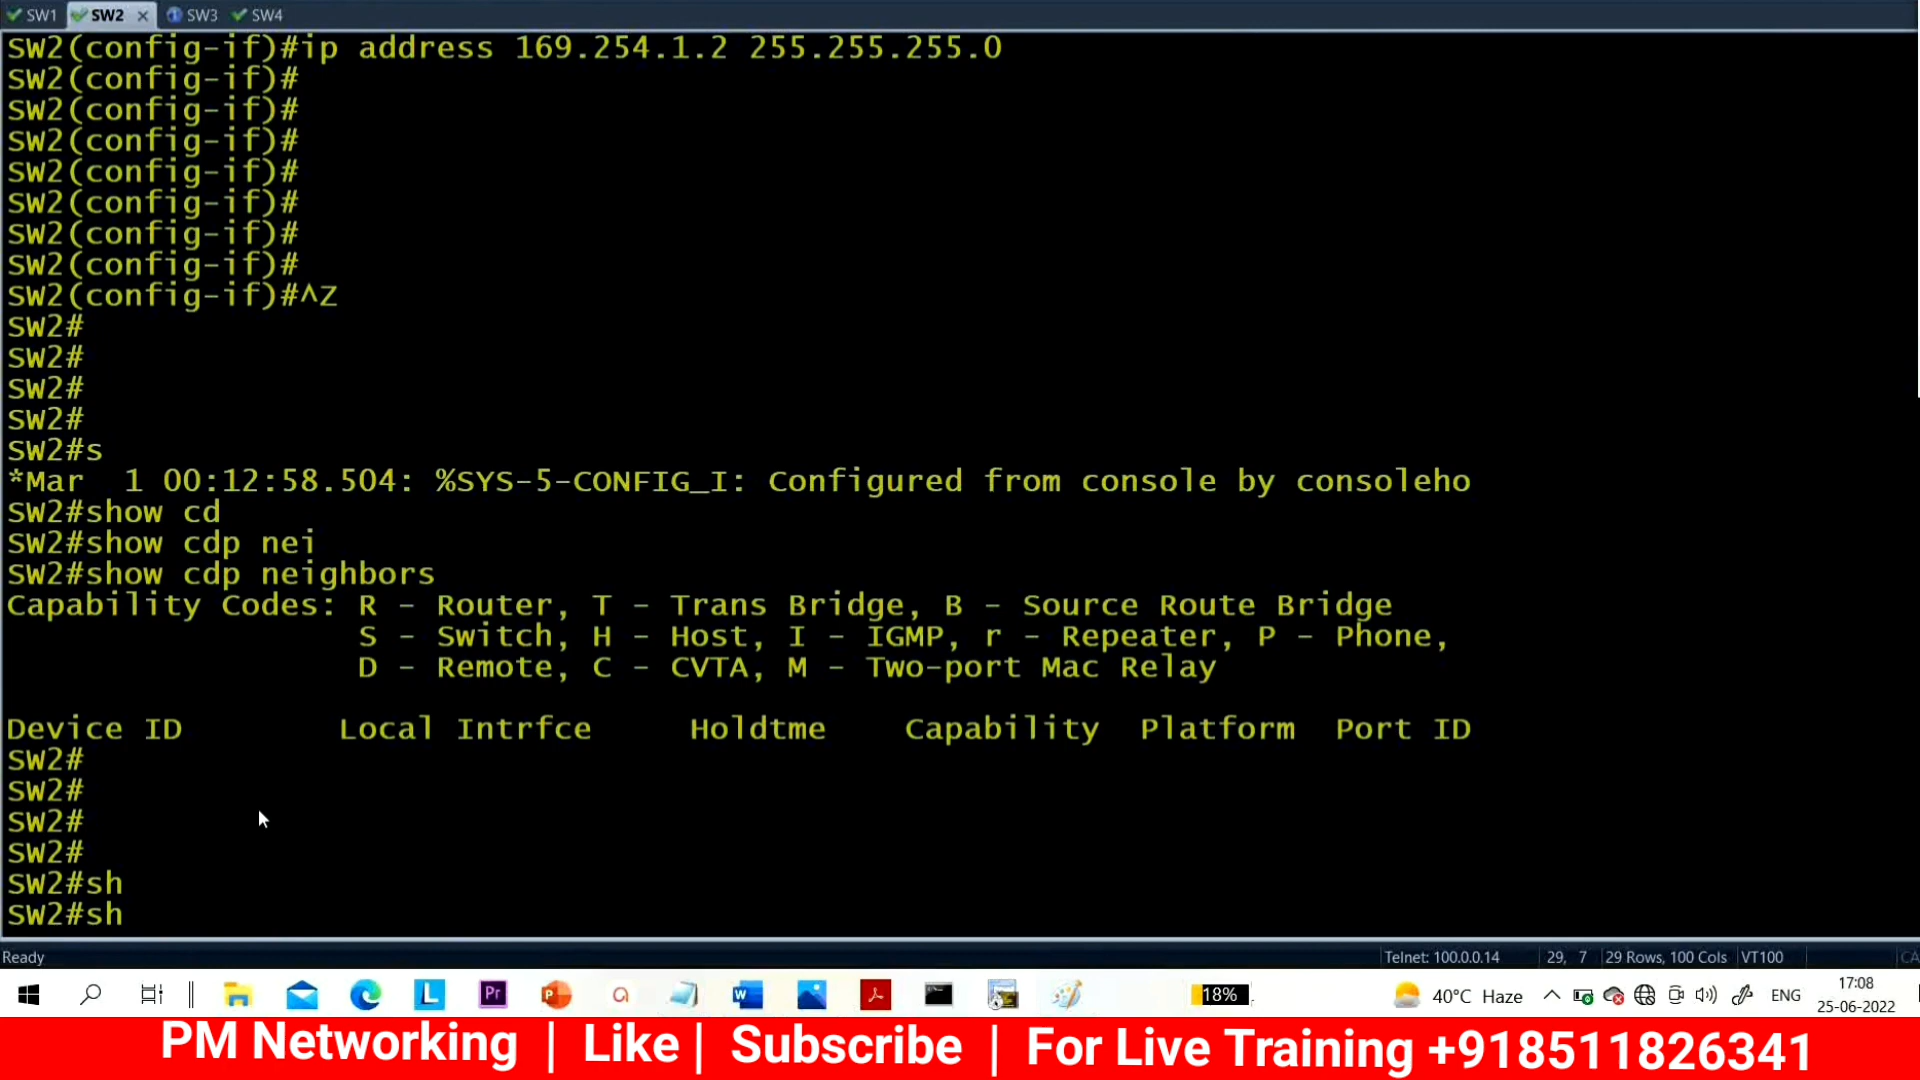 SW1 SW2 SW3 SW4
SW2(config-if)#ip address 169.254.1.2 255.255.255.0
SW2(config-if)#
SW2(config-if)#
SW2(config-if)#
SW2(config-if)#
SW2(config-if)#
SW2(config-if)#
SW2(config-if)#
SW2(config-if)#^Z
SW2#
SW2#
SW2#
SW2#
SW2#s
*Mar  1 00:12:58.504: %SYS-5-CONFIG_I: Configured from console by consoleho
SW2#show cd
SW2#show cdp nei
SW2#show cdp neighbors
Capability Codes: R - Router, T - Trans Bridge, B - Source Route Bridge
S - Switch, H - Host, I - IGMP, r - Repeater, P - Phone,
D - Remote, C - CVTA, M - Two-port Mac Relay
Device ID Local Intrfce Holdtme Capability Platform Port ID
SW2#
SW2#
SW2#
SW2#
SW2#sh
SW2#sh
Ready Telnet: 100.0.0.14 29, 7 29 Rows, 100 Cols VT100 CA
L Pr W 18% 40°C Haze ENG 17:08
25-06-2022
PM Networking | Like | Subscribe | For Live Training +918511826341